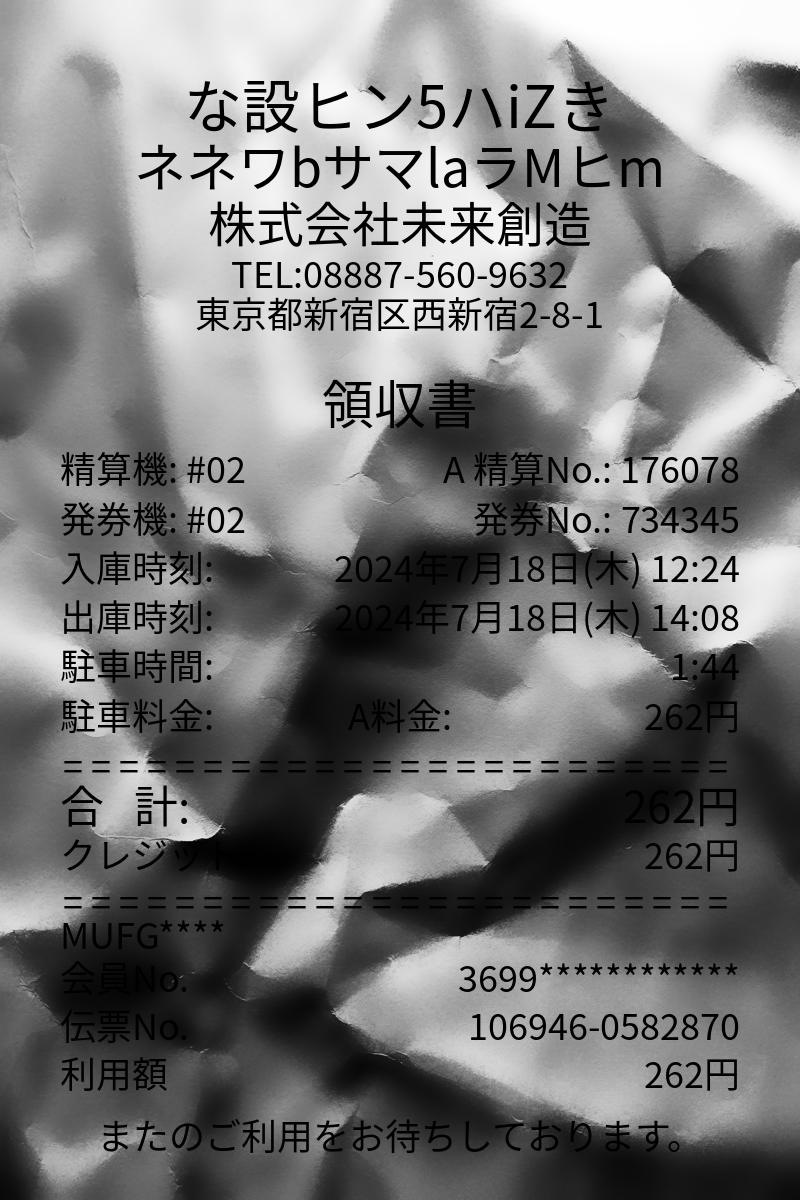 な設ヒン5ハiZき
ネネワbサマlaラMヒm
株式会社未来創造
TEL:08887-560-9632
東京都新宿区西新宿2-8-1
領収書
精算機: #02 A 精算No.: 176078
発券機: #02 発券No.: 734345
入庫時刻: 2024年7月18日(木) 12:24
出庫時刻: 2024年7月18日(木) 14:08
駐車時間: 1:44
駐車料金: A料金: 262円
========================
合 計: 262円
クレジット 262円
========================
MUFG****
会員No. 3699************
伝票No. 106946-0582870
利用額 262円
またのご利用をお待ちしております。